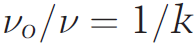 ν₀/ν = 1/k